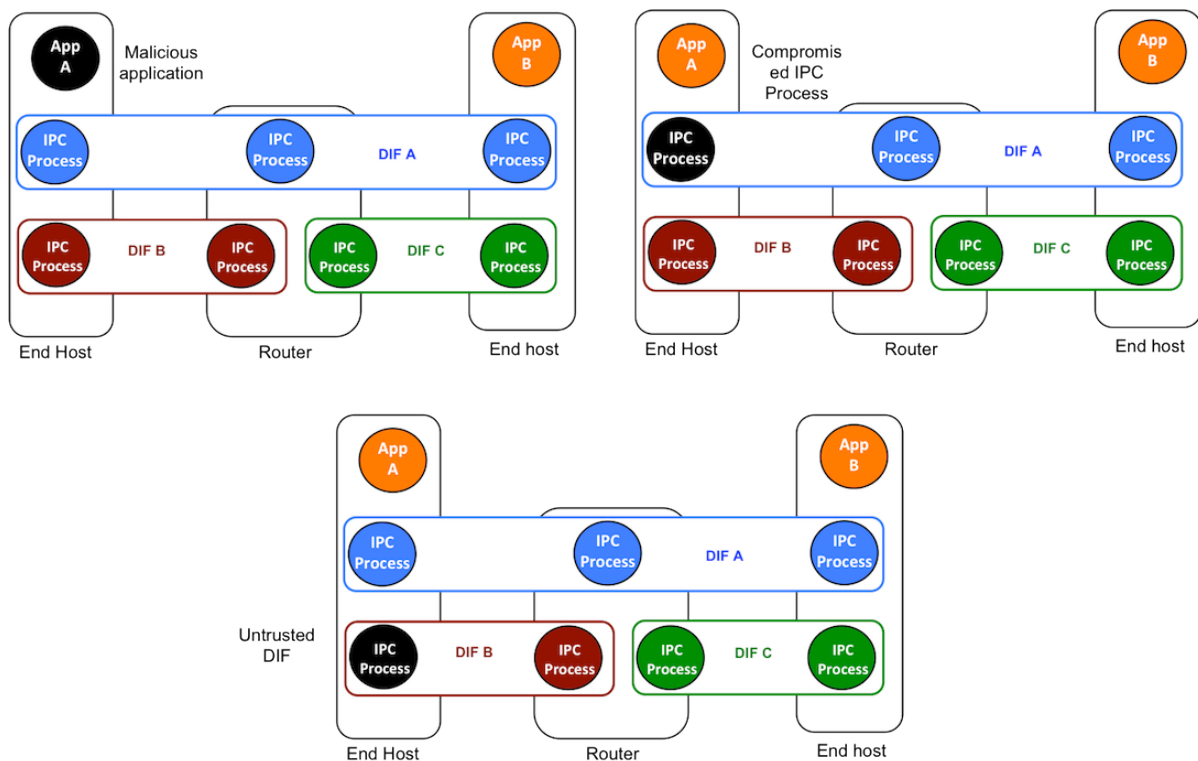 App
A
Malicious
application
App
B
IPC
Process
IPC
Process
DIF A
IPC
Process
IPC
Process
DIF B
IPC
Process
IPC
Process
DIF C
IPC
Process
End Host
Router
End host
App
A
Compromis
ed IPC
Process
App
B
IPC
Process
IPC
Process
DIF A
IPC
Process
IPC
Process
DIF B
IPC
Process
IPC
Process
DIF C
IPC
Process
End Host
Router
End host
App
A
App
B
IPC
Process
IPC
Process
DIF A
IPC
Process
Untrusted
DIF
IPC
Process
DIF B
IPC
Process
IPC
Process
DIF C
IPC
Process
End Host
Router
End host